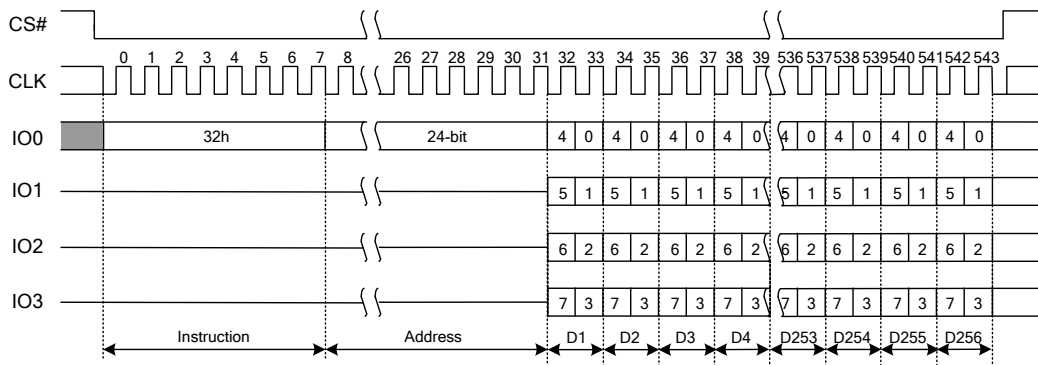 CS#
0 1 2 3 4 5 6 7 8 26 27 28 29 30 31 32 33 34 35 36 37 38 39 536 537 538 539 540 541 542 543
CLK
IO0 32h 24-bit 4 0 4 0 4 0 4 0 4 0 4 0 4 0 4 0
IO1 5 1 5 1 5 1 5 1 5 1 5 1 5 1 5 1
IO2 6 2 6 2 6 2 6 2 6 2 6 2 6 2 6 2
IO3 7 3 7 3 7 3 7 3 7 3 7 3 7 3 7 3
Instruction Address D1 D2 D3 D4 D253 D254 D255 D256